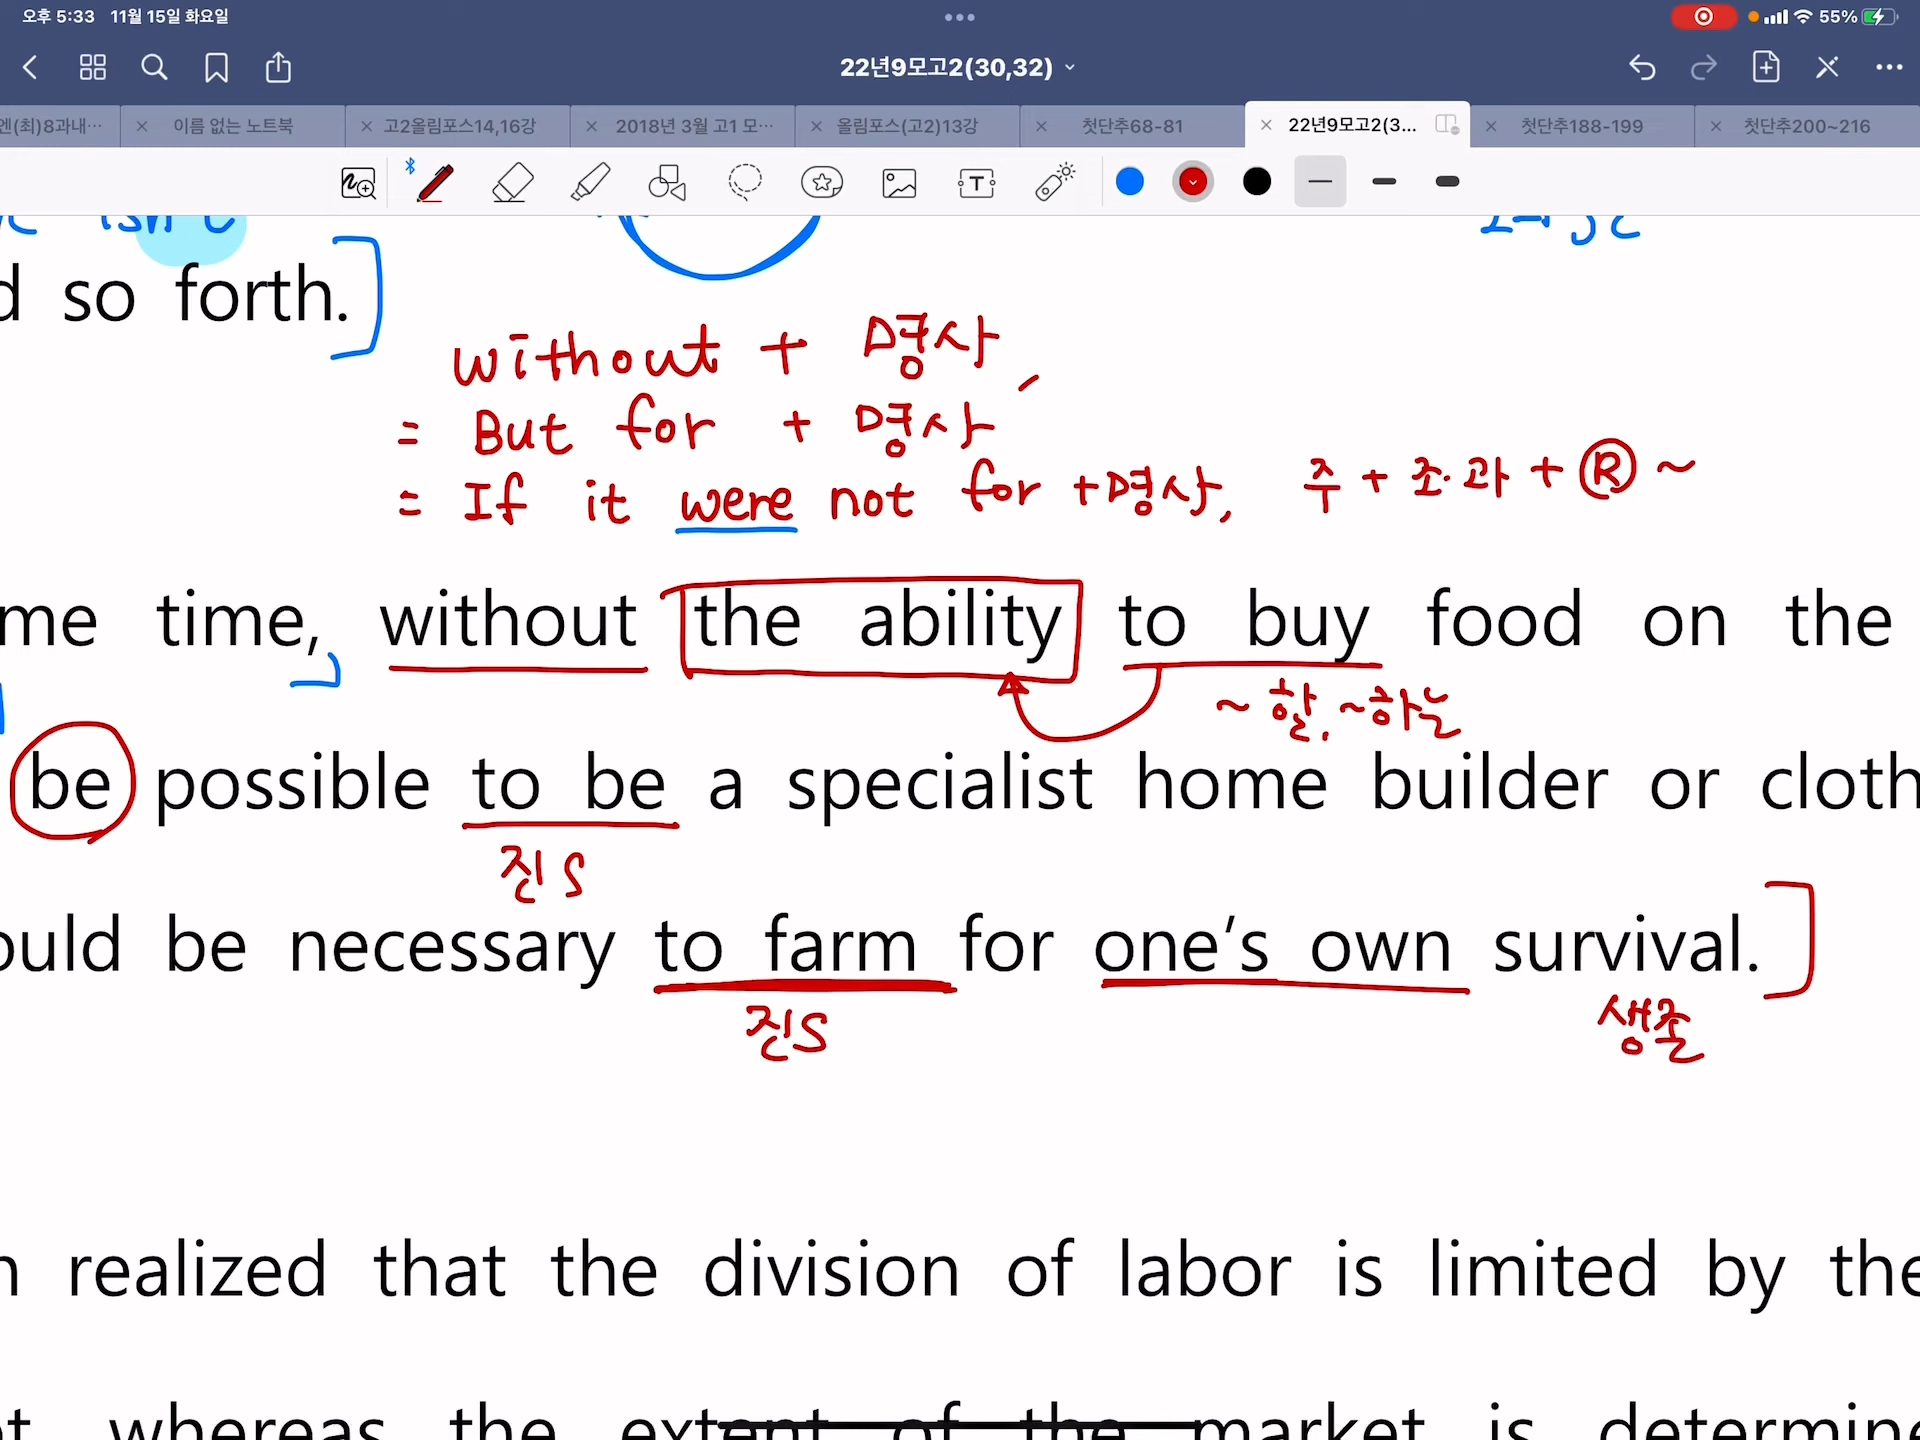 오후 5:33 11월 15일 화요일
55%
22년9모고2(30,32)
엔(최)8과내... 이름 없는 노트북 고2올림포스14,16강 2018년 3월 고1 모... 올림포스(고2)13강 첫단추68-81 22년9모고2(3... 첫단추188-199 첫단추200~216
isn't
so forth.]
without + 명사,
= But for + 명사
= If it were not for +명사, 주 + 조·과 + Ⓡ ~
me time, without the ability to buy food on the
~할, ~하는
be possible to be a specialist home builder or cloth
진S
ould be necessary to farm for one's own survival.]
진S 생존
realized that the division of labor is limited by the
whereas the extent of the market is determine